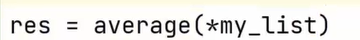 res = average(*my_list)